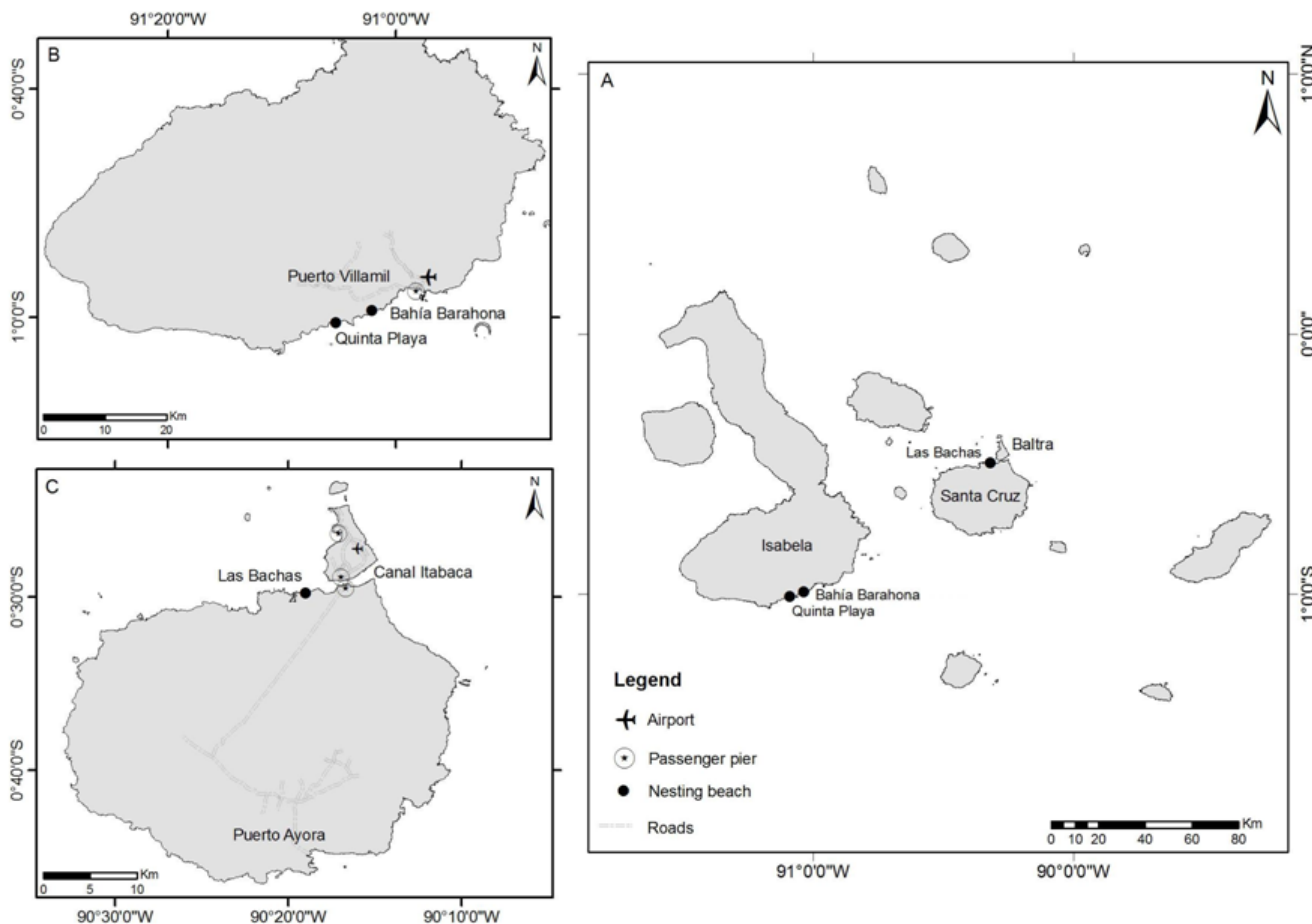 91°20'0"W
91°0'0"W
B
N
0°40'0"S
1°0'0"S
Puerto Villamil
Bahía Barahona
Quinta Playa
Km
0
10
20
C
N
Las Bachas
Canal Itabaca
0°30'0"S
0°40'0"S
Puerto Ayora
Km
0
5
10
90°30'0"W
90°20'0"W
90°10'0"W
A
N
1°0'0"N
0°0'0"
1°0'0"S
Las Bachas
Baltra
Santa Cruz
Isabela
Bahía Barahona
Quinta Playa
Legend
Airport
Passenger pier
Nesting beach
Roads
Km
0
10
20
40
60
80
91°0'0"W
90°0'0"W